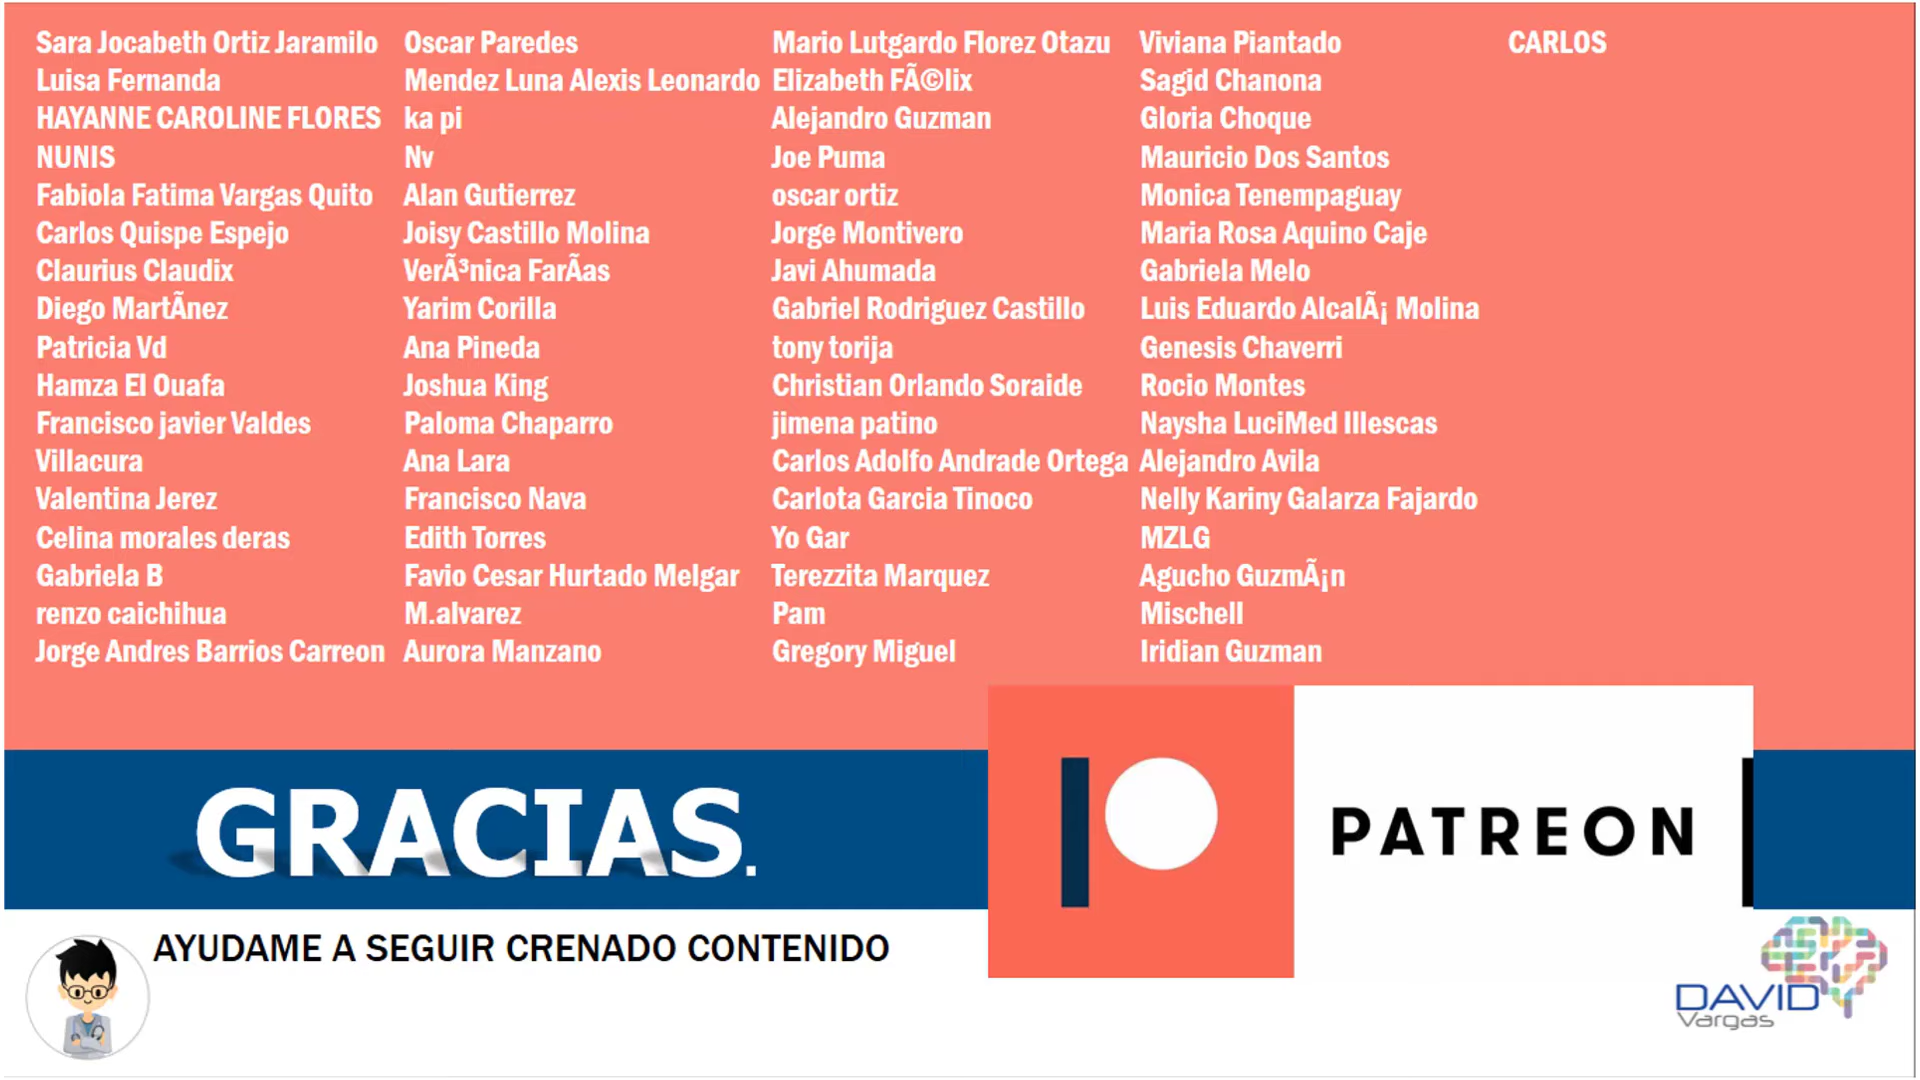 Sara Jocabeth Ortiz Jaramilo
Luisa Fernanda
HAYANNE CAROLINE FLORES
NUNIS
Fabiola Fatima Vargas Quito
Carlos Quispe Espejo
Claurius Claudix
Diego MartÃnez
Patricia Vd
Hamza El Ouafa
Francisco javier Valdes
Villacura
Valentina Jerez
Celina morales deras
Gabriela B
renzo caichihua
Jorge Andres Barrios Carreon
Oscar Paredes
Mendez Luna Alexis Leonardo
ka pi
Nv
Alan Gutierrez
Joisy Castillo Molina
VerÃ³nica FarÃas
Yarim Corilla
Ana Pineda
Joshua King
Paloma Chaparro
Ana Lara
Francisco Nava
Edith Torres
Favio Cesar Hurtado Melgar
M.alvarez
Aurora Manzano
Mario Lutgardo Florez Otazu
Elizabeth FÃ©lix
Alejandro Guzman
Joe Puma
oscar ortiz
Jorge Montivero
Javi Ahumada
Gabriel Rodriguez Castillo
tony torija
Christian Orlando Soraide
jimena patino
Carlos Adolfo Andrade Ortega
Carlota Garcia Tinoco
Yo Gar
Terezzita Marquez
Pam
Gregory Miguel
Viviana Piantado
Sagid Chanona
Gloria Choque
Mauricio Dos Santos
Monica Tenempaguay
Maria Rosa Aquino Caje
Gabriela Melo
Luis Eduardo AlcalÃ¡ Molina
Genesis Chaverri
Rocio Montes
Naysha LuciMed Illescas
Alejandro Avila
Nelly Kariny Galarza Fajardo
MZLG
Agucho GuzmÃ¡n
Mischell
Iridian Guzman
CARLOS
GRACIAS.
PATREON
AYUDAME A SEGUIR CRENADO CONTENIDO
DAVID
Vargas